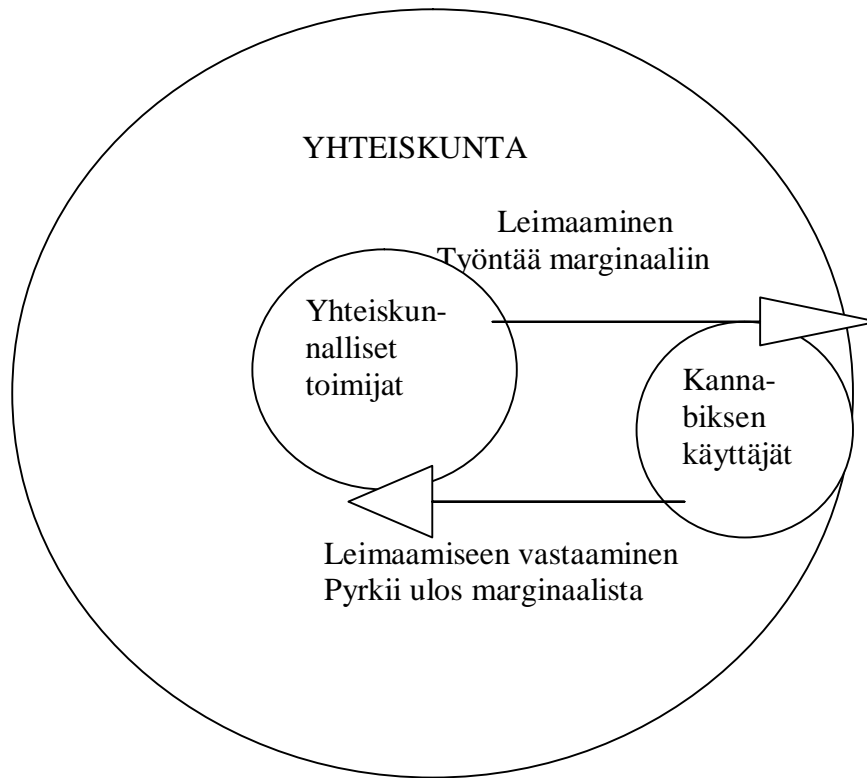 YHTEISKUNTA
Leimaaminen
Työntää marginaaliin
Yhteiskun-
nalliset
toimijat
Kanna-
biksen
käyttäjät
Leimaamiseen vastaaminen
Pyrkii ulos marginaalista